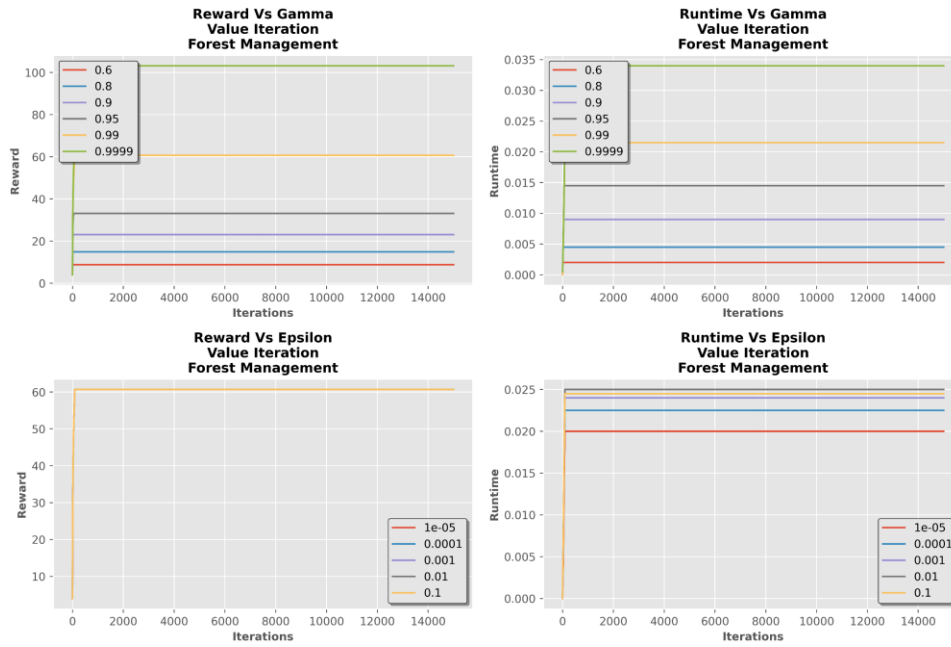 Reward Vs Gamma
Value Iteration
Forest Management
100
80
60
40
20
0
Reward
0.6
0.8
0.9
0.95
0.99
0.9999
0 2000 4000 6000 8000 10000 12000 14000
Iterations
Runtime Vs Gamma
Value Iteration
Forest Management
0.035
0.030
0.025
0.020
0.015
0.010
0.005
0.000
Runtime
0.6
0.8
0.9
0.95
0.99
0.9999
0 2000 4000 6000 8000 10000 12000 14000
Iterations
Reward Vs Epsilon
Value Iteration
Forest Management
60
50
40
30
20
10
Reward
1e-05
0.0001
0.001
0.01
0.1
0 2000 4000 6000 8000 10000 12000 14000
Iterations
Runtime Vs Epsilon
Value Iteration
Forest Management
0.025
0.020
0.015
0.010
0.005
0.000
Runtime
1e-05
0.0001
0.001
0.01
0.1
0 2000 4000 6000 8000 10000 12000 14000
Iterations